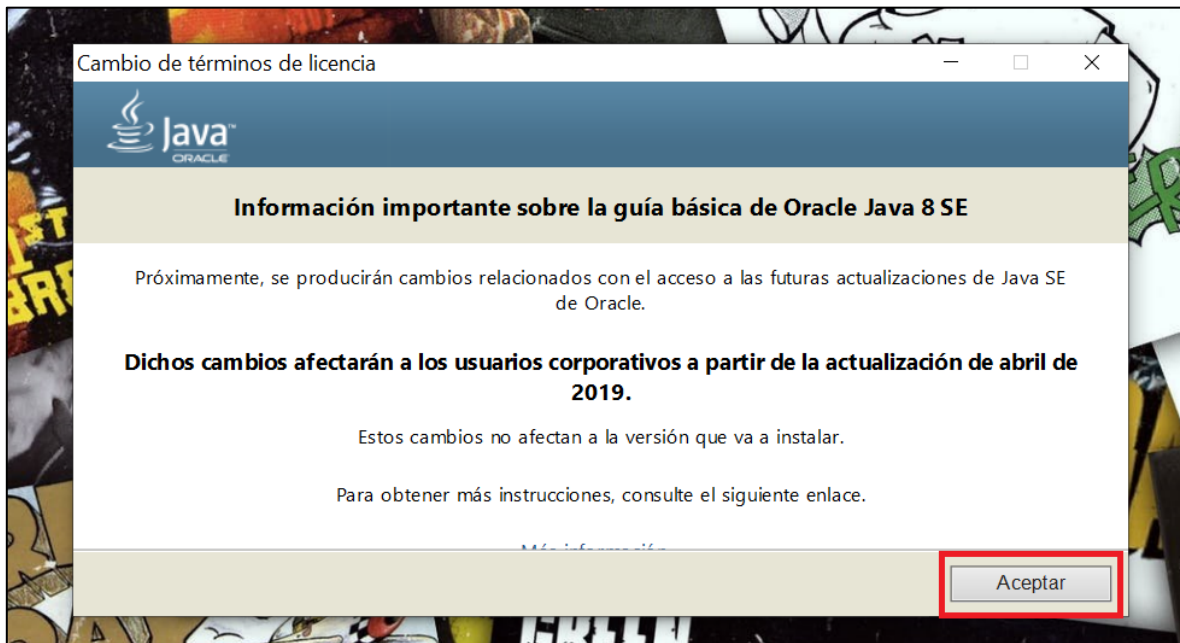 Cambio de términos de licencia
Java™
ORACLE
Información importante sobre la guía básica de Oracle Java 8 SE
Próximamente, se producirán cambios relacionados con el acceso a las futuras actualizaciones de Java SE
de Oracle.
Dichos cambios afectarán a los usuarios corporativos a partir de la actualización de abril de
2019.
Estos cambios no afectan a la versión que va a instalar.
Para obtener más instrucciones, consulte el siguiente enlace.
Más información
Aceptar